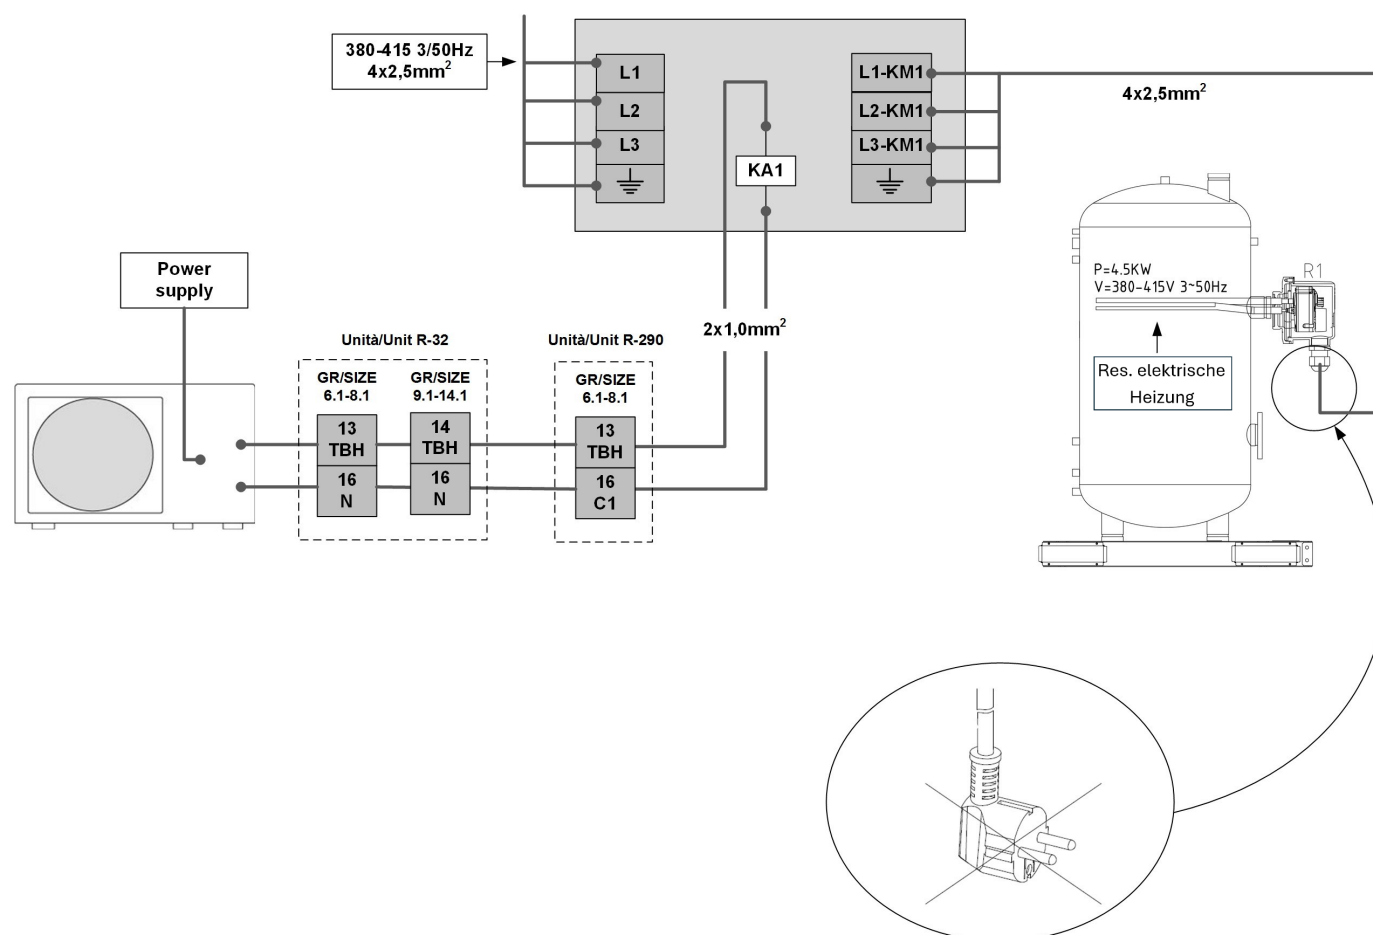 380-415 3/50Hz
4x2,5mm²
L1
L2
L3
KA1
L1-KM1
L2-KM1
L3-KM1
4x2,5mm²
Power
supply
P=4.5KW
V=380-415V 3~50Hz
R1
Res. elektrische
Heizung
2x1,0mm²
Unità/Unit R-32
GR/SIZE
6.1-8.1
13
TBH
16
N
GR/SIZE
9.1-14.1
14
TBH
16
N
Unità/Unit R-290
GR/SIZE
6.1-8.1
13
TBH
16
C1